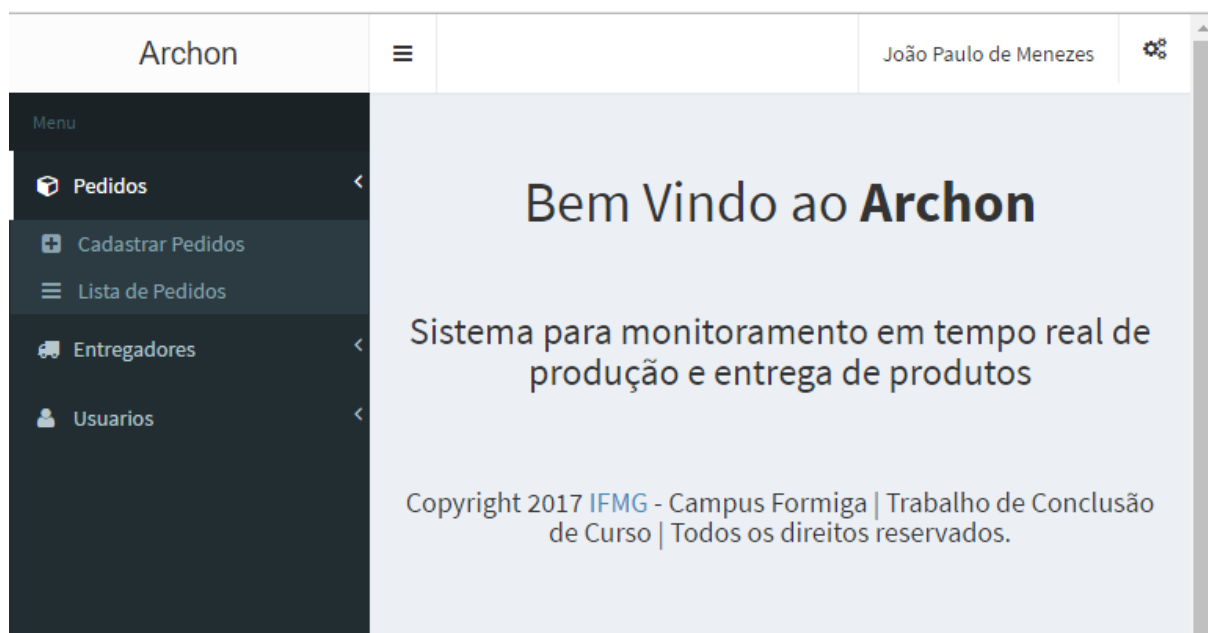 Archon
João Paulo de Menezes
Menu
Pedidos
Cadastrar Pedidos
Lista de Pedidos
Entregadores
Usuarios
Bem Vindo ao Archon
Sistema para monitoramento em tempo real de
produção e entrega de produtos
Copyright 2017 IFMG - Campus Formiga | Trabalho de Conclusão
de Curso | Todos os direitos reservados.